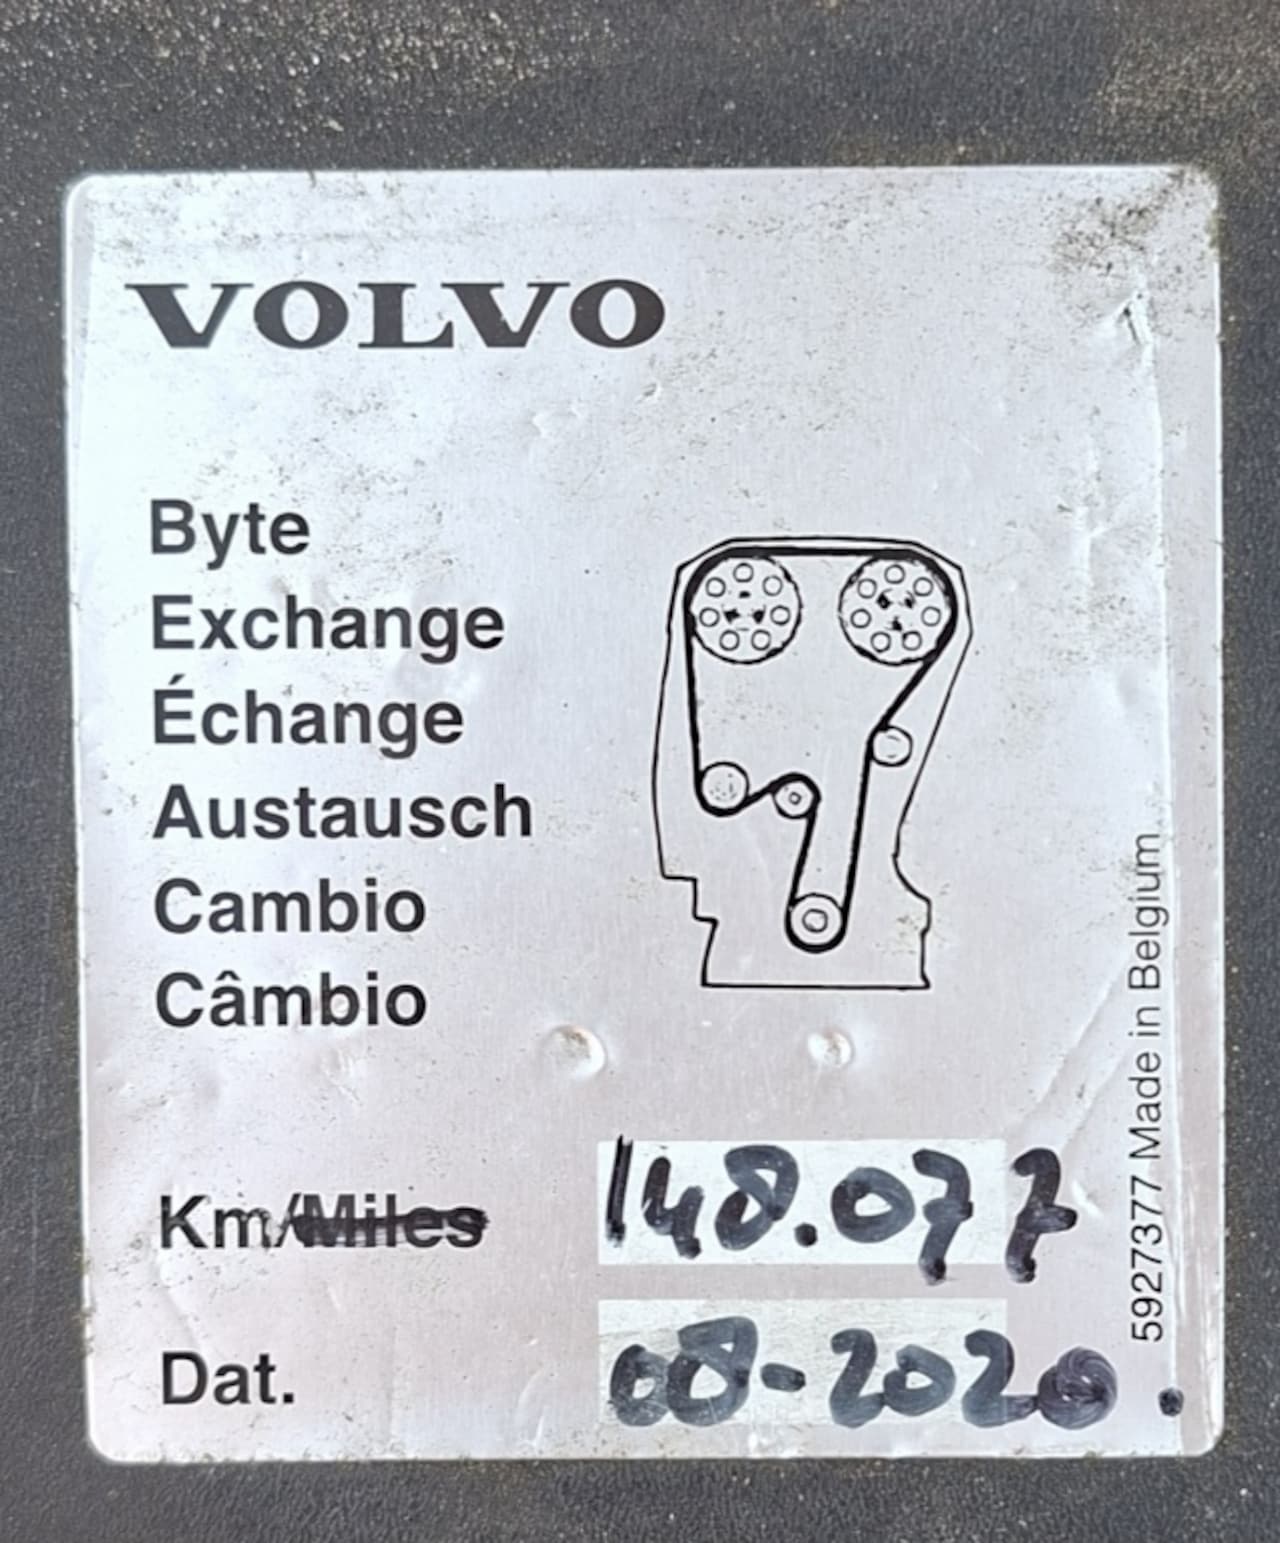 VOLVO
Byte
Exchange
Échange
Austausch
Cambio
Câmbio
Km/Miles 148.077
Dat. 08-2020.
5927377 Made in Belgium